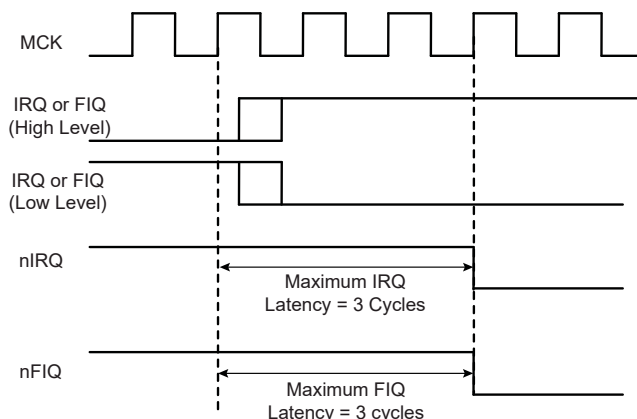 MCK
IRQ or FIQ
(High Level)
IRQ or FIQ
(Low Level)
nIRQ
Maximum IRQ
Latency = 3 Cycles
nFIQ
Maximum FIQ
Latency = 3 cycles